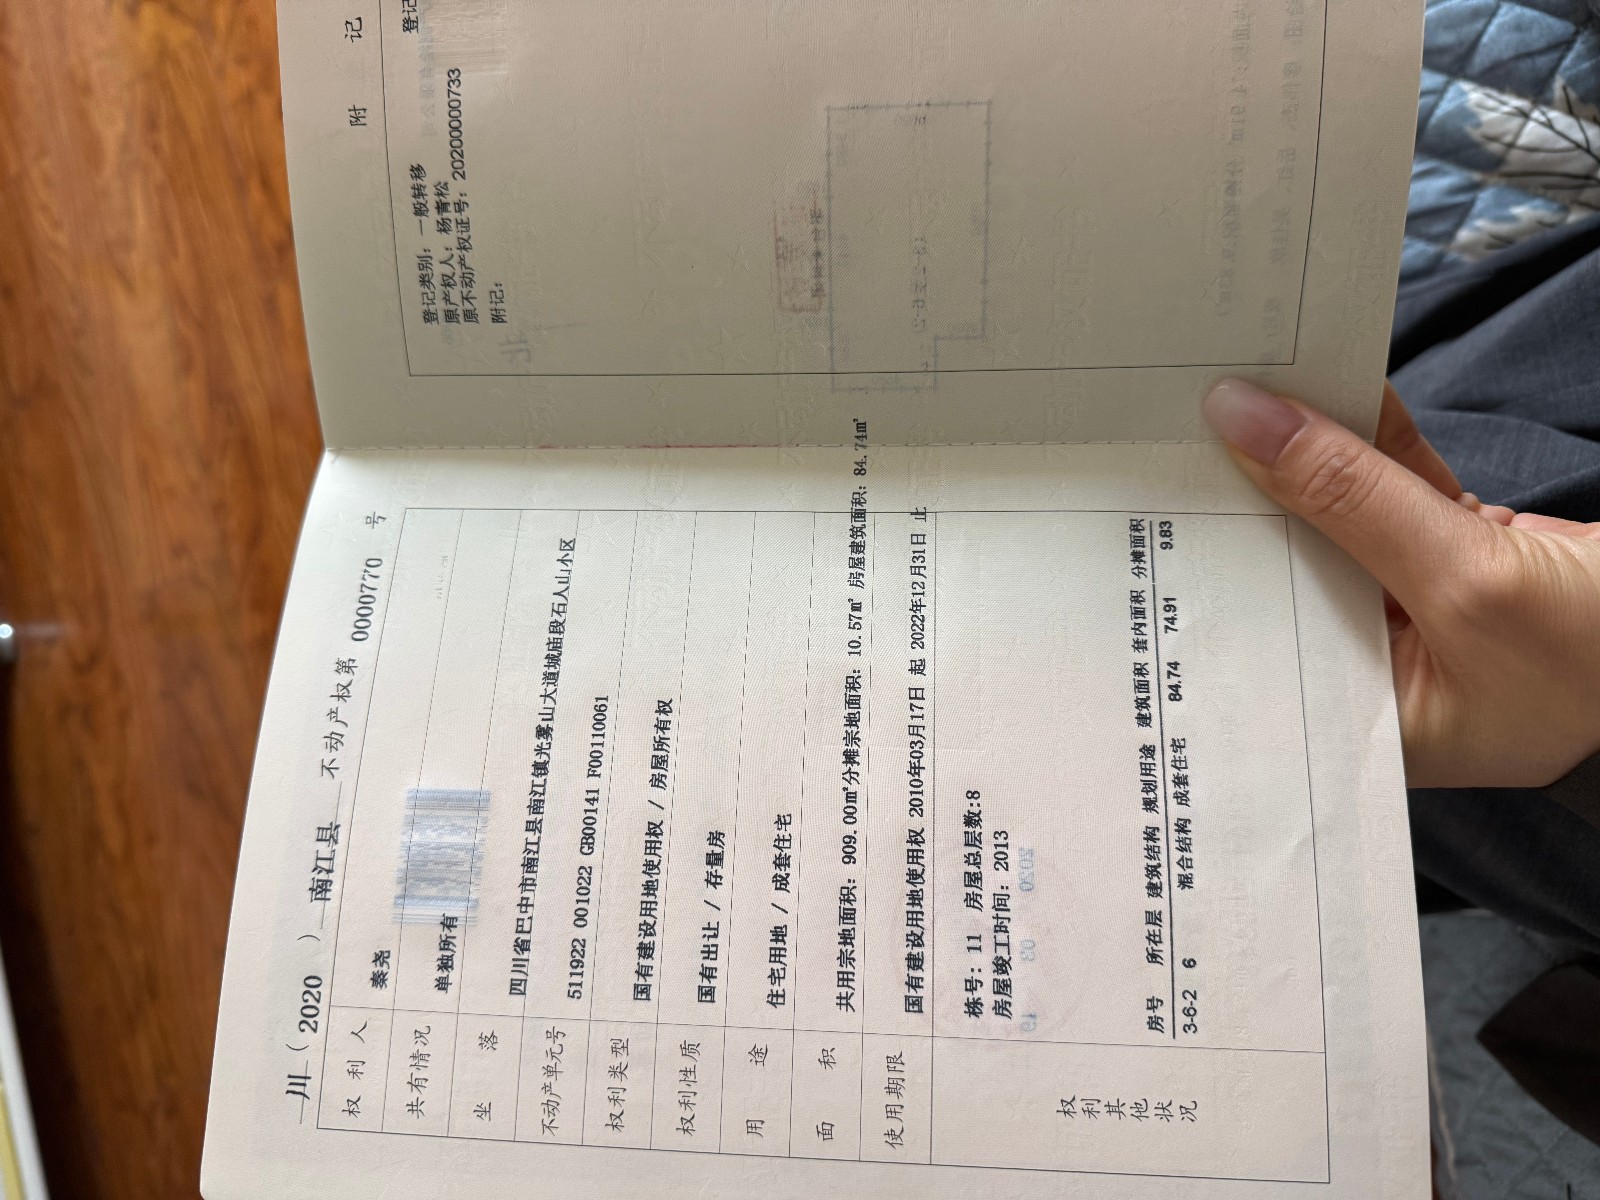 川（ 2020 ） 南江县 不动产权第 0000770 号
权利人 秦尧
共有情况 单独所有
坐落 四川省巴中市南江县南江镇光雾山大道城庙段石人山小区
不动产单元号 511922 001022 GB00141 F00110061
权利类型 国有建设用地使用权 / 房屋所有权
权利性质 国有出让 / 存量房
用途 住宅用地 / 成套住宅
面积 共用宗地面积：909.00㎡分摊宗地面积：10.57㎡ 房屋建筑面积：84.74㎡
使用期限 国有建设用地使用权 2010年03月17日 起 2022年12月31日 止
权利其他状况
栋号：11 房屋总层数:8
房屋竣工时间：2013
房号 所在层 建筑结构 规划用途 建筑面积 套内面积 分摊面积
3-6-2 6 混合结构 成套住宅 84.74 74.91 9.83
附 记
登记类别：一般转移
原产权人：杨青松
原不动产权证号：20200000733
附记：
登记